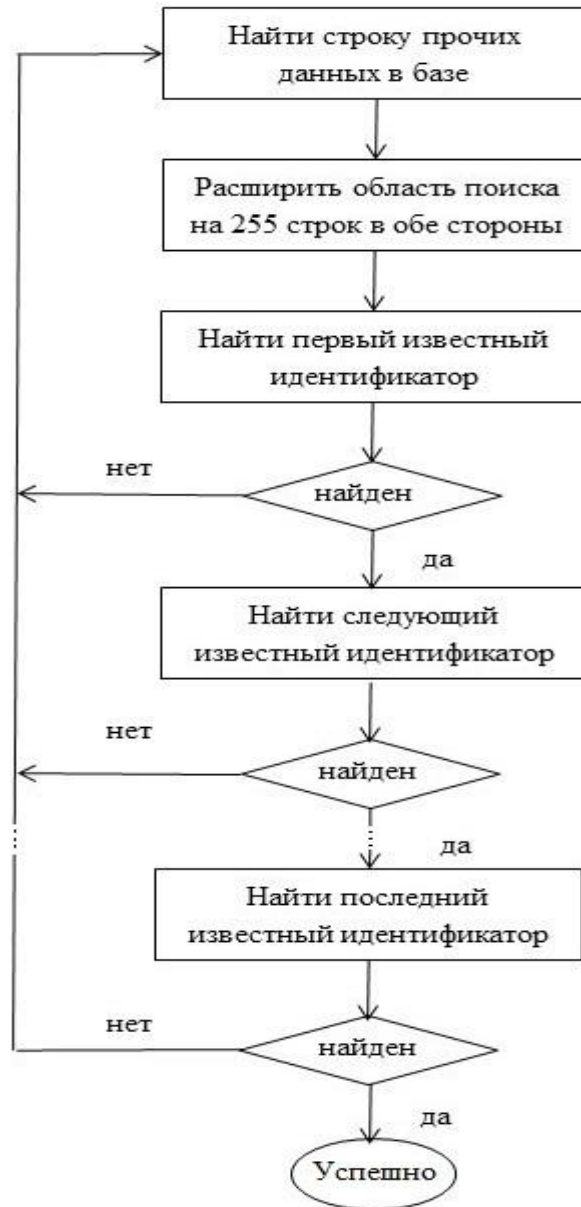 Найти строку прочих
данных в базе
Расширить область поиска
на 255 строк в обе стороны
Найти первый известный
идентификатор
нет
найден
да
Найти следующий
известный идентификатор
нет
найден
да
Найти последний
известный идентификатор
нет
найден
да
Успешно